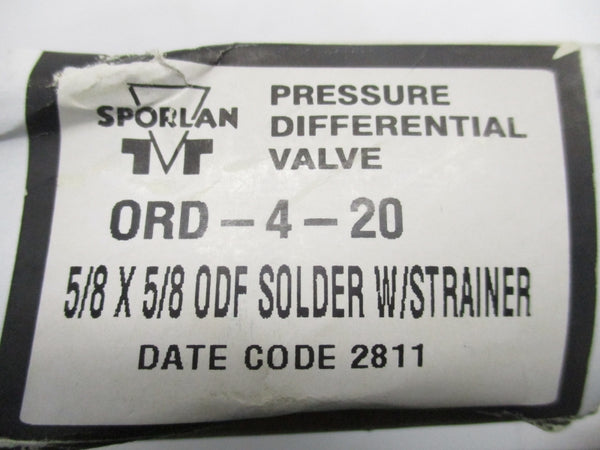 SPORLAN
PRESSURE
DIFFERENTIAL
VALVE
ORD-4-20
5/8 X 5/8 ODF SOLDER W/STRAINER
DATE CODE 2811